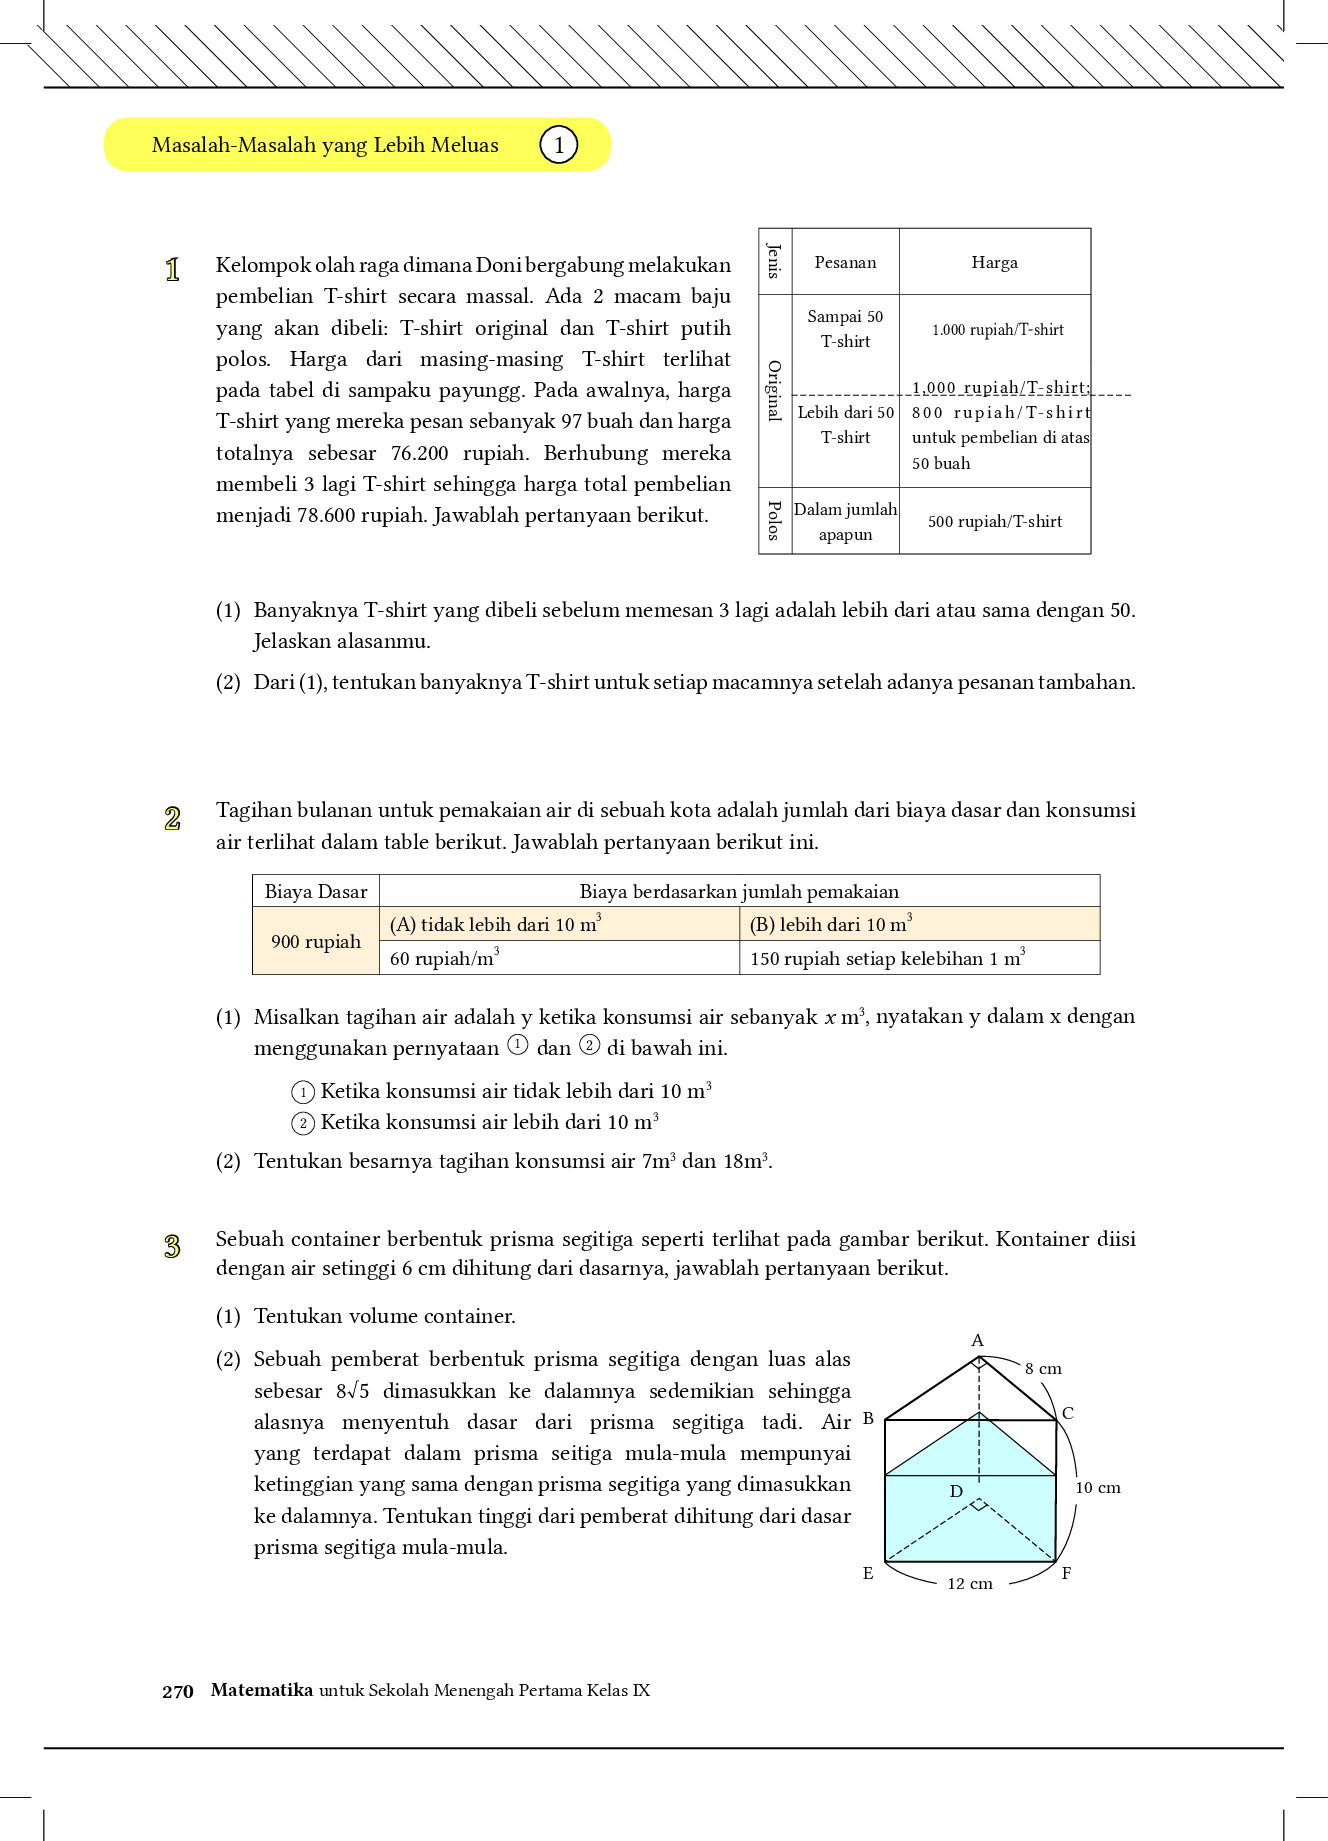 Masalah-Masalah yang Lebih Meluas 1
1 Kelompok olah raga dimana Doni bergabung melakukan
pembelian T-shirt secara massal. Ada 2 macam baju
yang akan dibeli: T-shirt original dan T-shirt putih
polos. Harga dari masing-masing T-shirt terlihat
pada tabel di sampaku payungg. Pada awalnya, harga
T-shirt yang mereka pesan sebanyak 97 buah dan harga
totalnya sebesar 76.200 rupiah. Berhubung mereka
membeli 3 lagi T-shirt sehingga harga total pembelian
menjadi 78.600 rupiah. Jawablah pertanyaan berikut.
Jenis Pesanan Harga
Original
Sampai 50
T-shirt
1.000 rupiah/T-shirt
Lebih dari 50
T-shirt
1.000 rupiah/T-shirt;
800 rupiah/T-shirt
untuk pembelian di atas
50 buah
Polos
Dalam jumlah
apapun
500 rupiah/T-shirt
(1) Banyaknya T-shirt yang dibeli sebelum memesan 3 lagi adalah lebih dari atau sama dengan 50.
Jelaskan alasanmu.
(2) Dari (1), tentukan banyaknya T-shirt untuk setiap macamnya setelah adanya pesanan tambahan.
2 Tagihan bulanan untuk pemakaian air di sebuah kota adalah jumlah dari biaya dasar dan konsumsi
air terlihat dalam table berikut. Jawablah pertanyaan berikut ini.
Biaya Dasar Biaya berdasarkan jumlah pemakaian
900 rupiah
(A) tidak lebih dari 10 m³ (B) lebih dari 10 m³
60 rupiah/m³ 150 rupiah setiap kelebihan 1 m³
(1) Misalkan tagihan air adalah y ketika konsumsi air sebanyak x m³, nyatakan y dalam x dengan
menggunakan pernyataan ① dan ② di bawah ini.
① Ketika konsumsi air tidak lebih dari 10 m³
② Ketika konsumsi air lebih dari 10 m³
(2) Tentukan besarnya tagihan konsumsi air 7m³ dan 18m³.
3 Sebuah container berbentuk prisma segitiga seperti terlihat pada gambar berikut. Kontainer diisi
dengan air setinggi 6 cm dihitung dari dasarnya, jawablah pertanyaan berikut.
(1) Tentukan volume container.
(2) Sebuah pemberat berbentuk prisma segitiga dengan luas alas
sebesar 8√5 dimasukkan ke dalamnya sedemikian sehingga
alasnya menyentuh dasar dari prisma segitiga tadi. Air
yang terdapat dalam prisma seitiga mula-mula mempunyai
ketinggian yang sama dengan prisma segitiga yang dimasukkan
ke dalamnya. Tentukan tinggi dari pemberat dihitung dari dasar
prisma segitiga mula-mula.
A
8 cm
B
C
D
10 cm
E
F
12 cm
270 Matematika untuk Sekolah Menengah Pertama Kelas IX